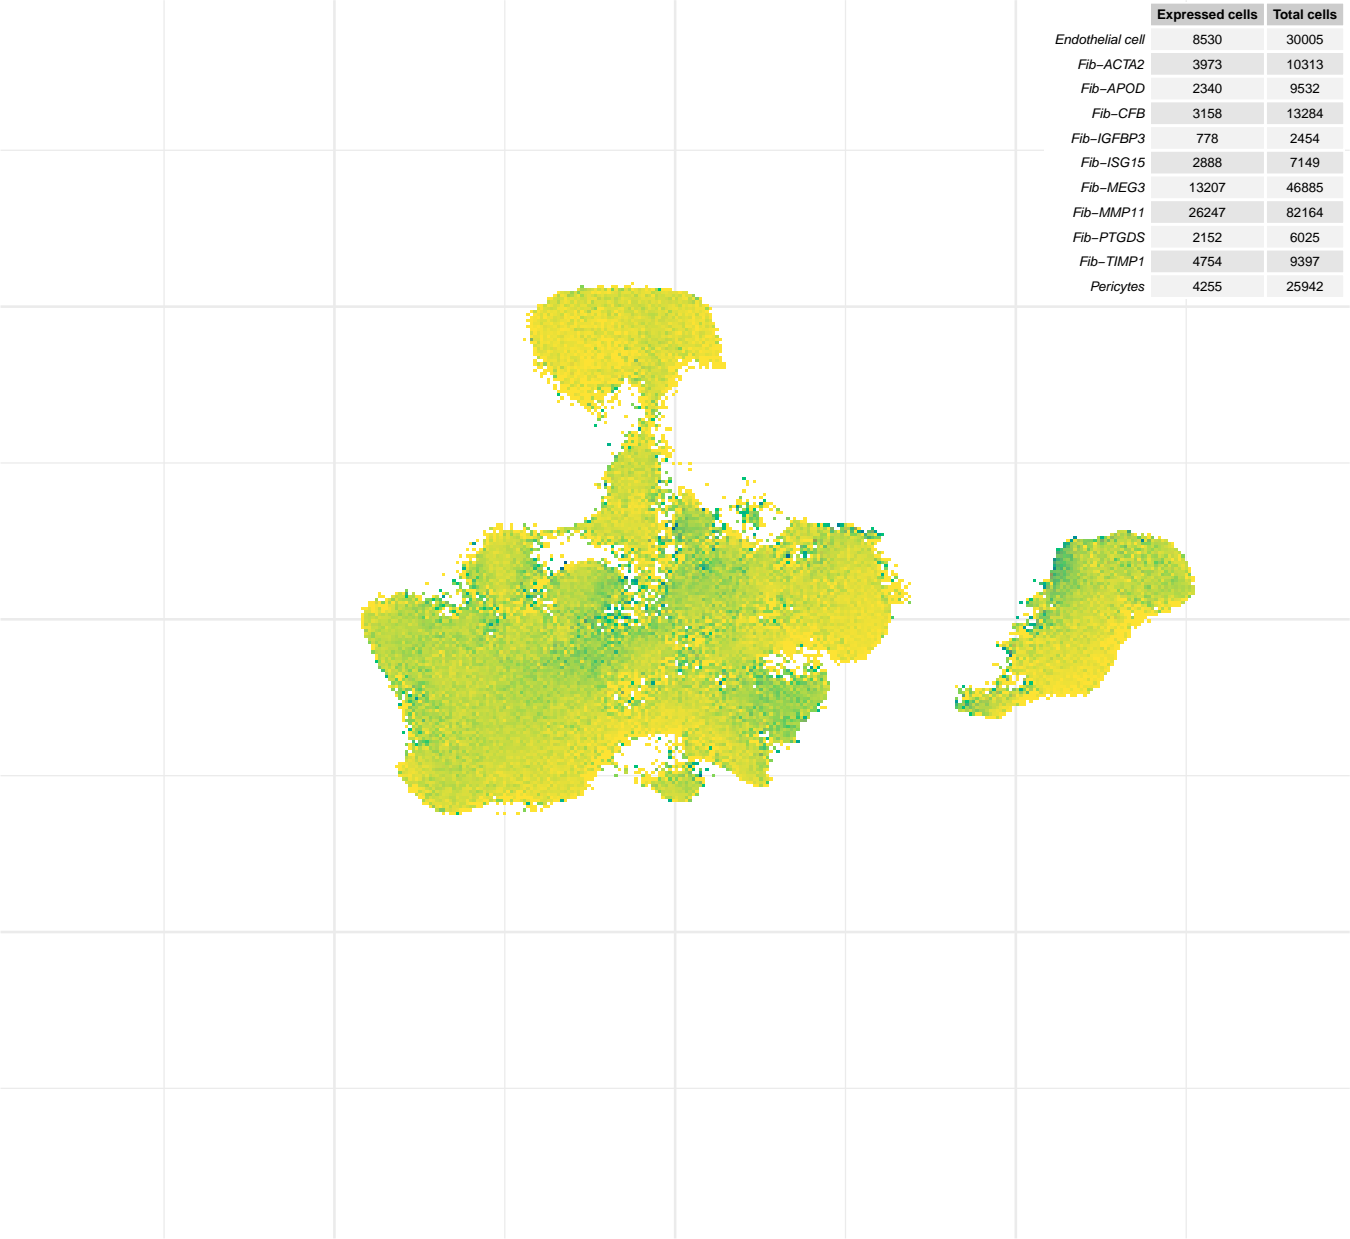 Expressed cells Total cells
Endothelial cell 8530 30005
Fib−ACTA2 3973 10313
Fib−APOD 2340 9532
Fib−CFB 3158 13284
Fib−IGFBP3 778 2454
Fib−ISG15 2888 7149
Fib−MEG3 13207 46885
Fib−MMP11 26247 82164
Fib−PTGDS 2152 6025
Fib−TIMP1 4754 9397
Pericytes 4255 25942